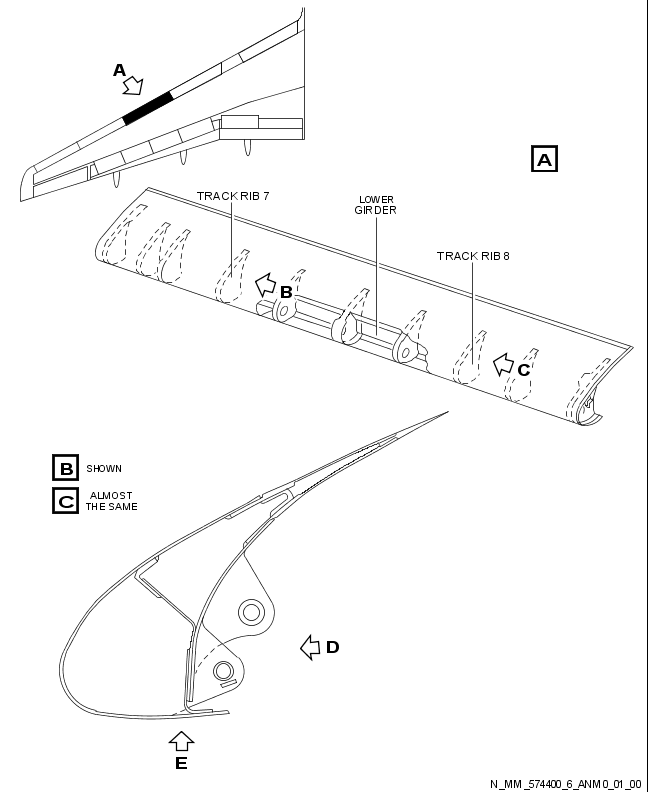 A
A
TRACK RIB 7
LOWER
GIRDER
TRACK RIB 8
B
C
B
SHOWN
C
ALMOST
THE SAME
D
E
N_MM_574400_6_ANM0_01_00